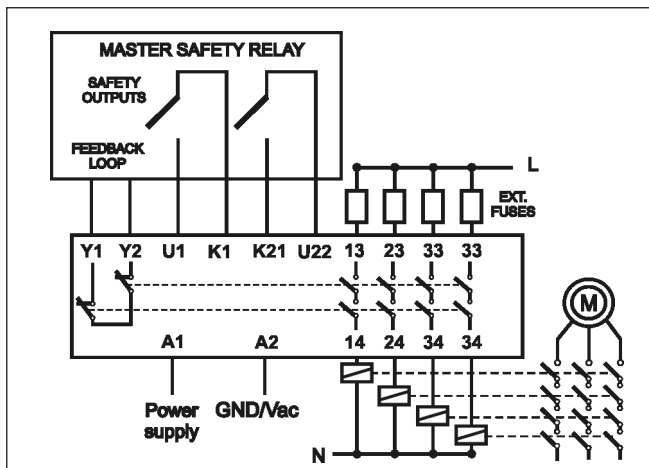 MASTER SAFETY RELAY
SAFETY
OUTPUTS
FEEDBACK
LOOP
L
EXT.
FUSES
Y1 Y2 U1 K1 K21 U22 13 23 33 33
M
A1 A2 14 24 34 34
Power
supply
GND/Vac
N